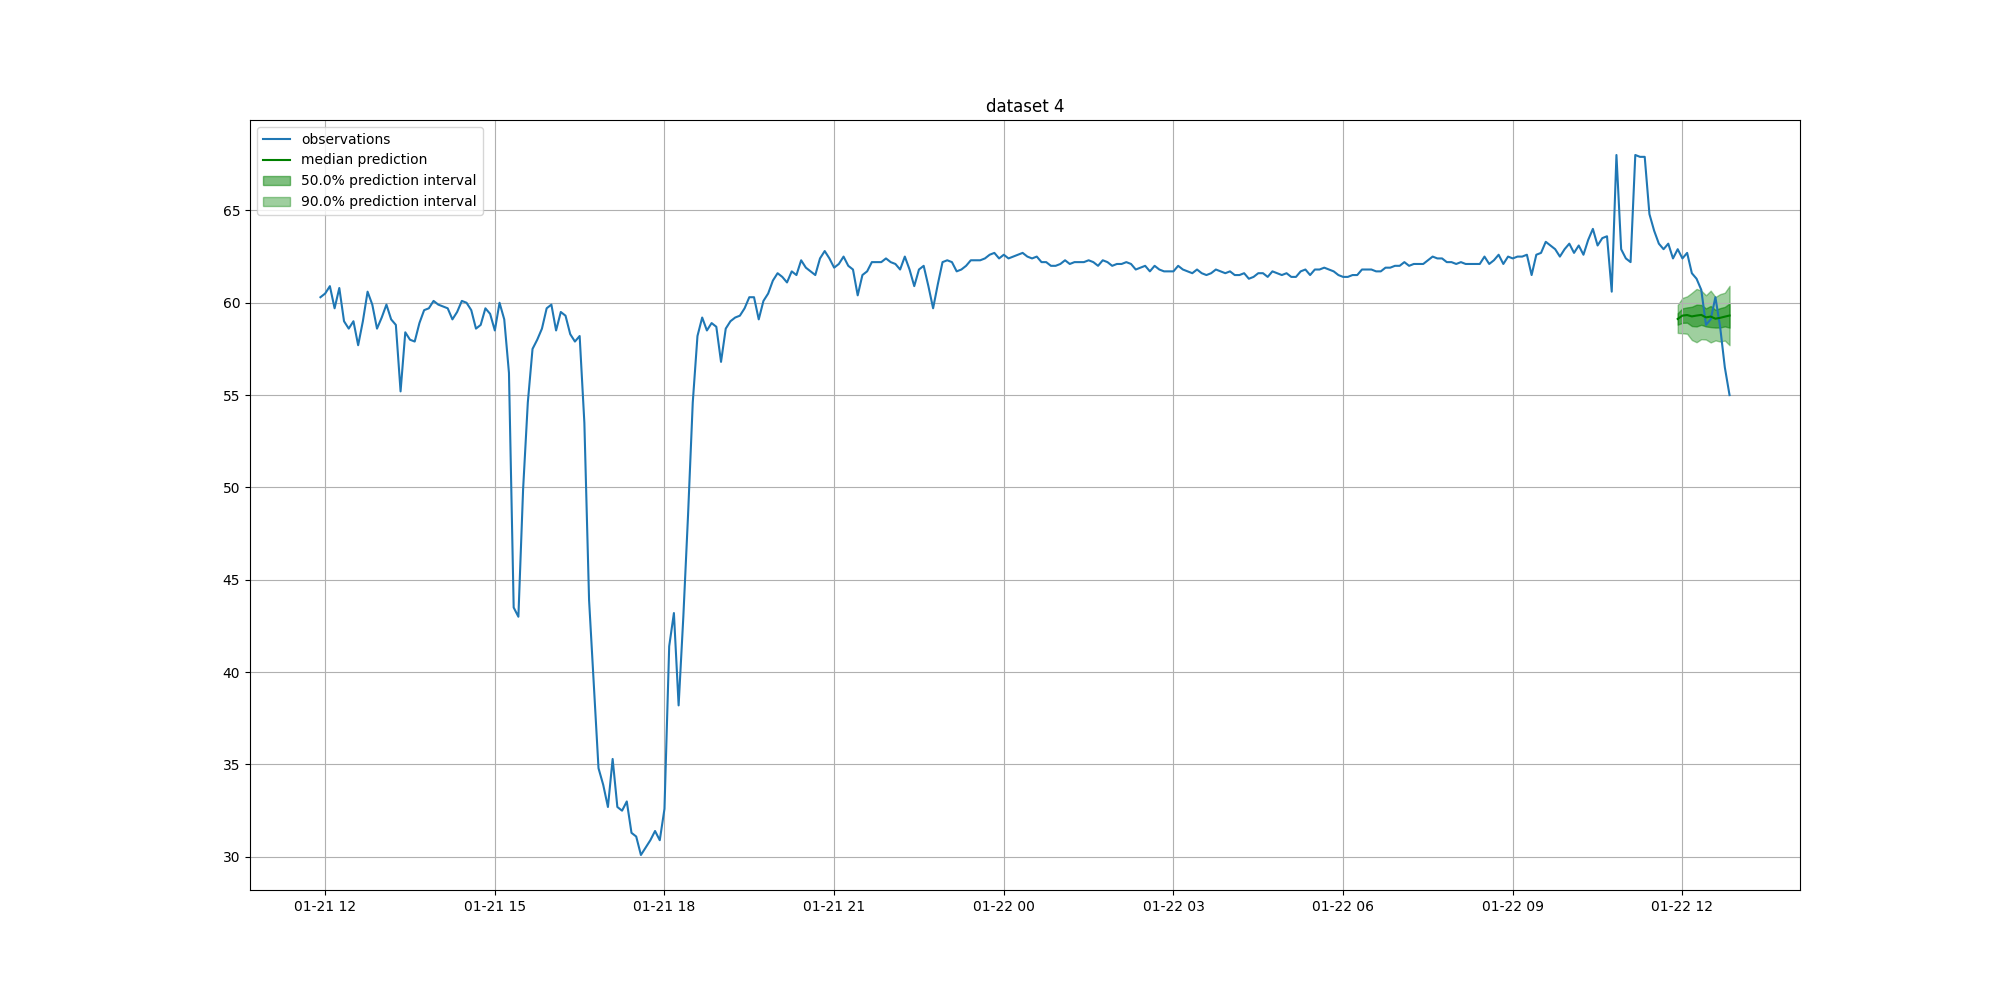 dataset 4
observations
median prediction
50.0% prediction interval
90.0% prediction interval
65
60
55
50
45
40
35
30
01-21 12 01-21 15 01-21 18 01-21 21 01-22 00 01-22 03 01-22 06 01-22 09 01-22 12